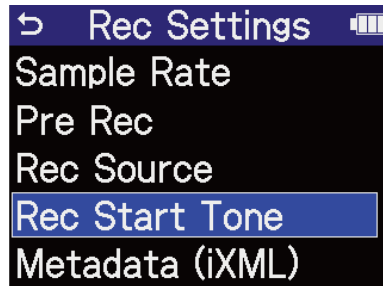 Rec Settings
Sample Rate
Pre Rec
Rec Source
Rec Start Tone
Metadata (iXML)